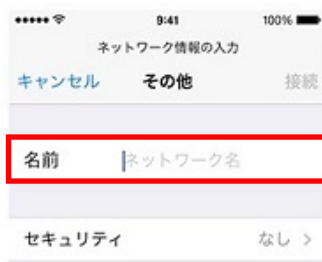 9:41 100%
ネットワーク情報の入力
キャンセル その他 接続
名前 ネットワーク名
セキュリティ なし >